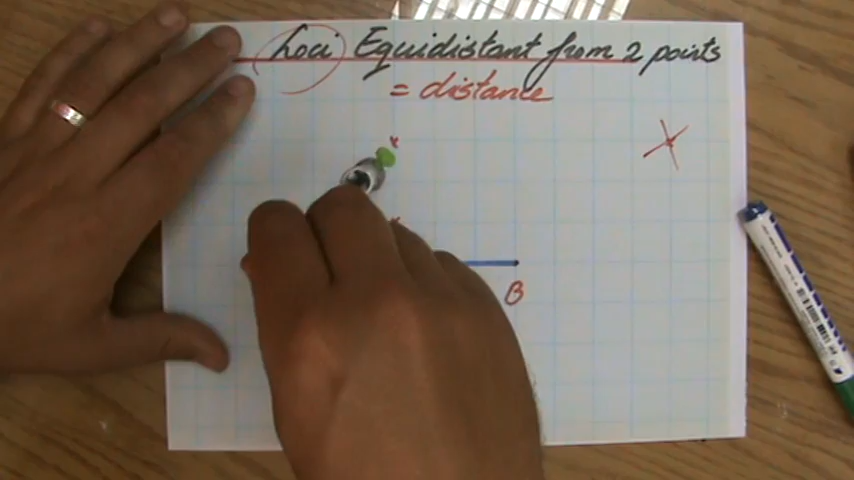 Loci Equidistant from 2 points
= distance
B